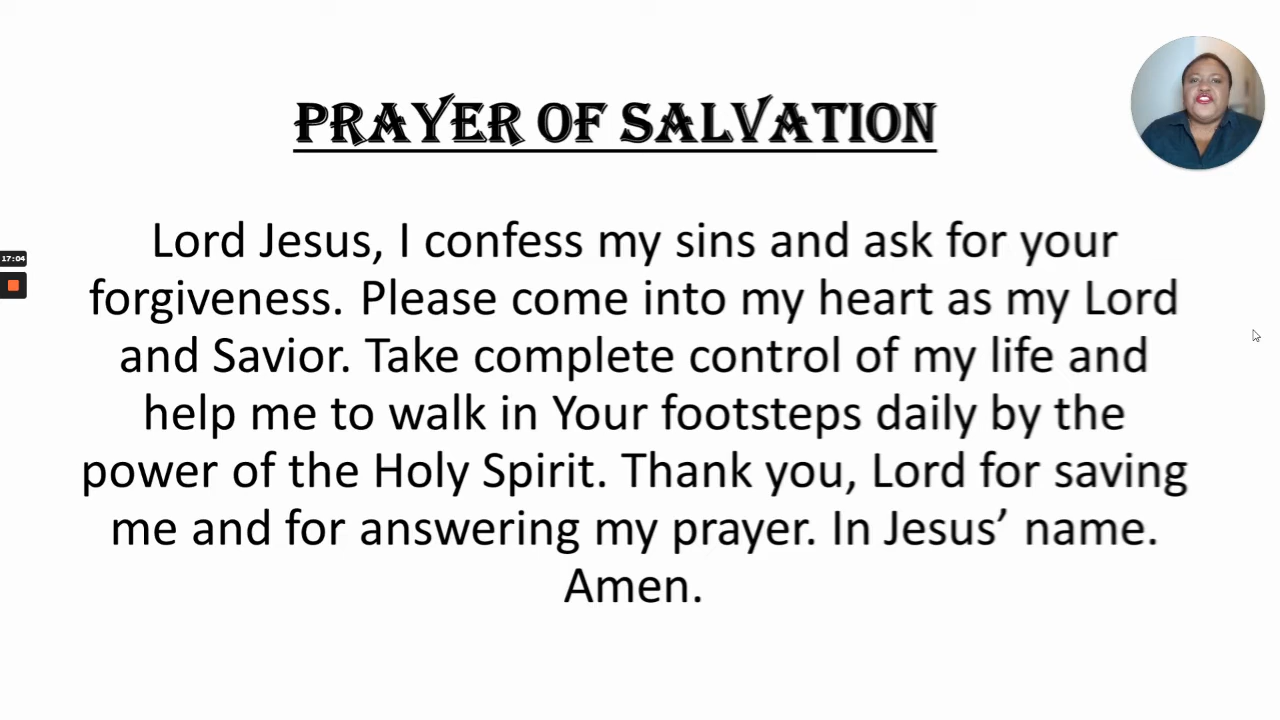 PRAYER OF SALVATION
Lord Jesus, I confess my sins and ask for your
forgiveness. Please come into my heart as my Lord
and Savior. Take complete control of my life and
help me to walk in Your footsteps daily by the
power of the Holy Spirit. Thank you, Lord for saving
me and for answering my prayer. In Jesus’ name.
Amen.
17:04